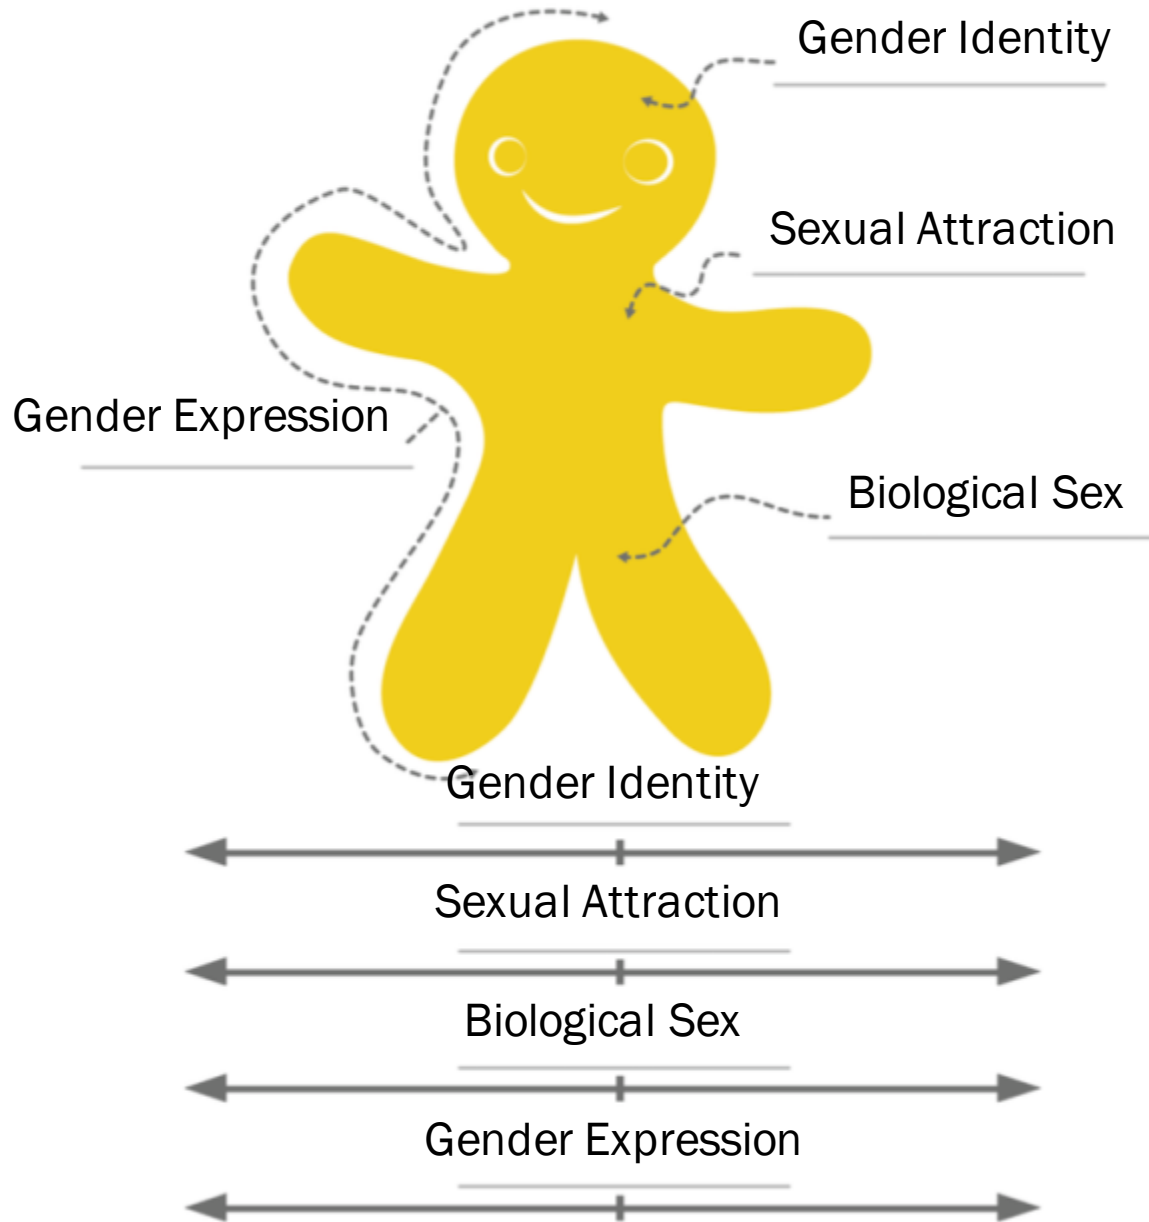 Gender Identity
Sexual Attraction
Gender Expression
Biological Sex
Gender Identity
Sexual Attraction
Biological Sex
Gender Expression